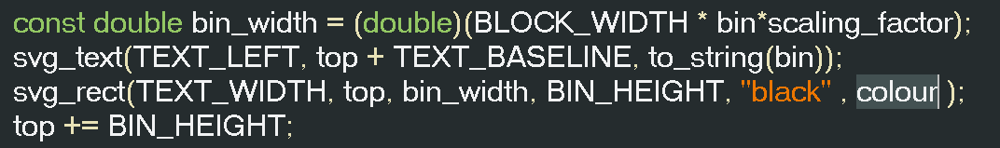 const double bin_width = (double)(BLOCK_WIDTH * bin*scaling_factor);
svg_text(TEXT_LEFT, top + TEXT_BASELINE, to_string(bin));
svg_rect(TEXT_WIDTH, top, bin_width, BIN_HEIGHT, "black" , colour );
top += BIN_HEIGHT;